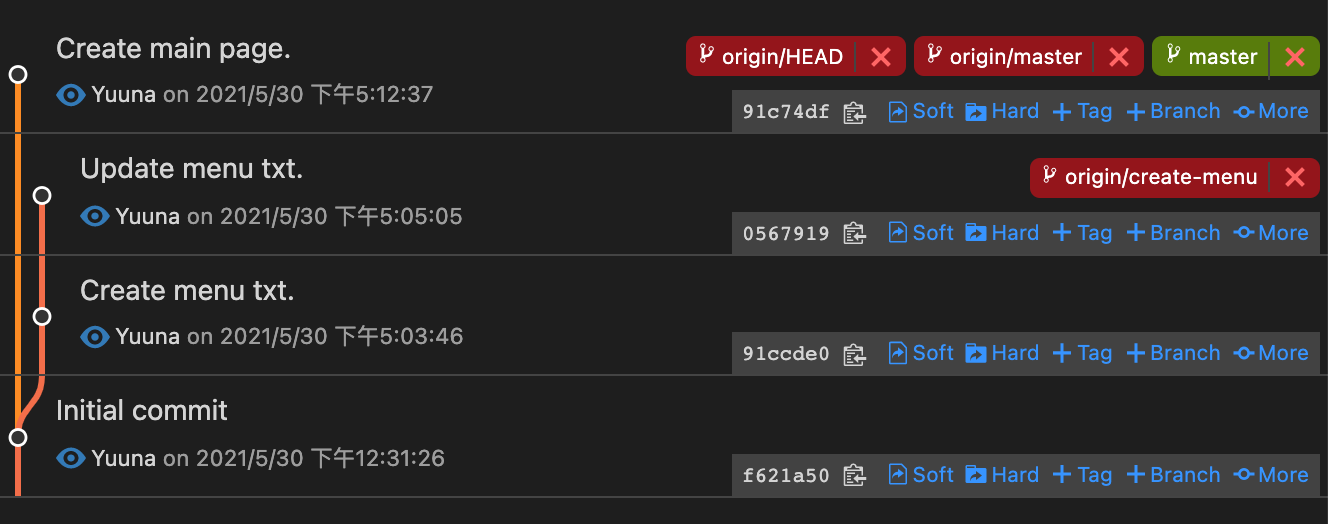 Create main page.
origin/HEAD origin/master master
Yuuna on 2021/5/30 下午5:12:37
91c74df Soft Hard Tag Branch More
Update menu txt.
origin/create-menu
Yuuna on 2021/5/30 下午5:05:05
0567919 Soft Hard Tag Branch More
Create menu txt.
Yuuna on 2021/5/30 下午5:03:46
91ccde0 Soft Hard Tag Branch More
Initial commit
Yuuna on 2021/5/30 下午12:31:26
f621a50 Soft Hard Tag Branch More